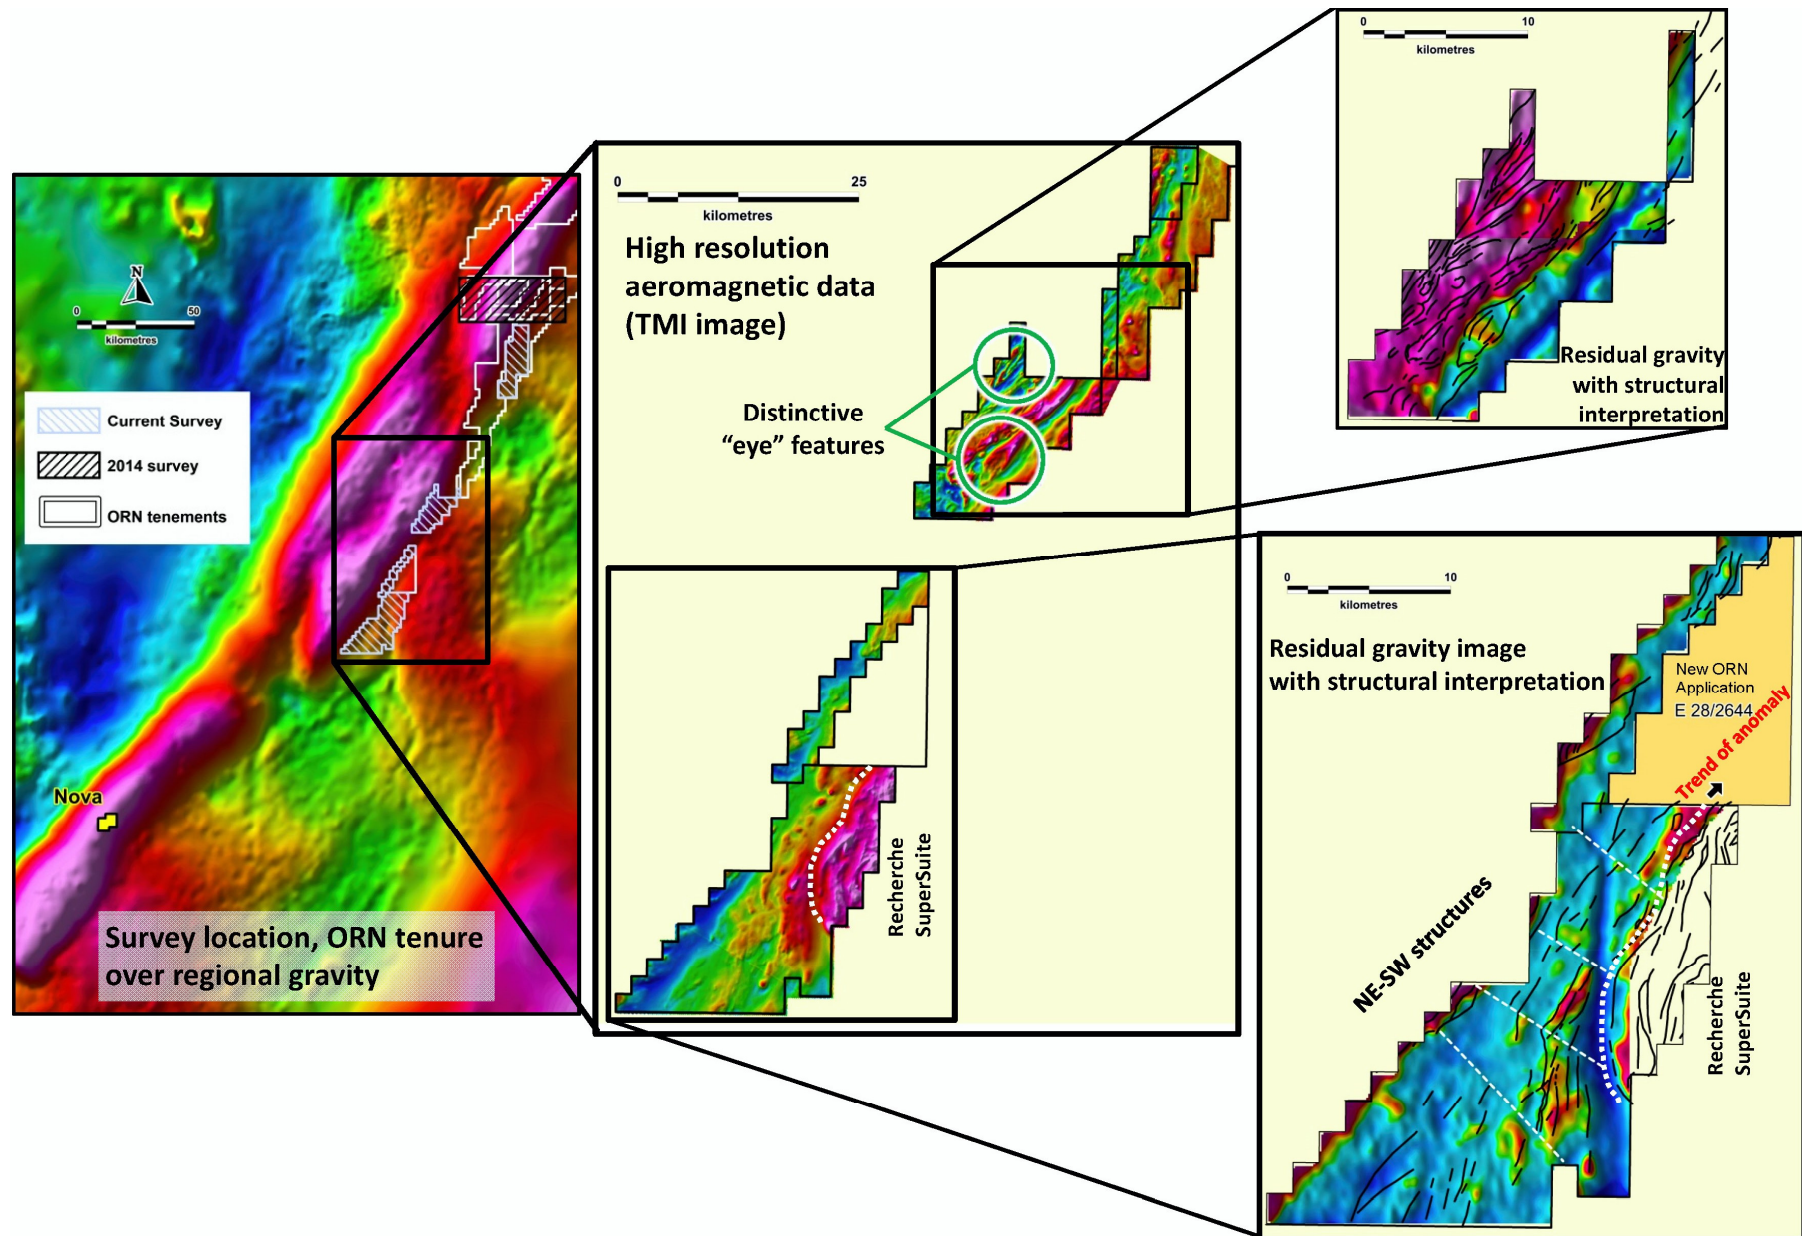 N
0 50
kilometres
Current Survey
2014 survey
ORN tenements
Nova
Survey location, ORN tenure
over regional gravity
0 25
kilometres
High resolution
aeromagnetic data
(TMI image)
Distinctive
“eye” features
Recherche
SuperSuite
0 10
kilometres
Residual gravity
with structural
interpretation
0 10
kilometres
Residual gravity image
with structural interpretation
New ORN
Application
E 28/2644
Trend of anomaly
NE-SW structures
Recherche
SuperSuite